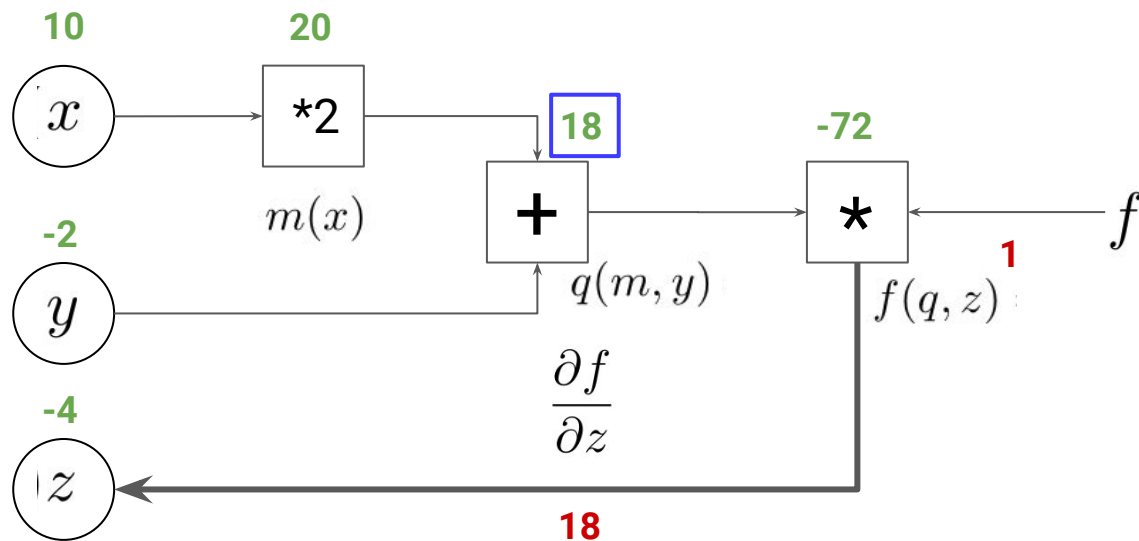 10
20
x
*2
18
-72
m(x)
+
*
f
-2
1
q(m, y)
f(q, z)
y
∂f
∂z
-4
z
18